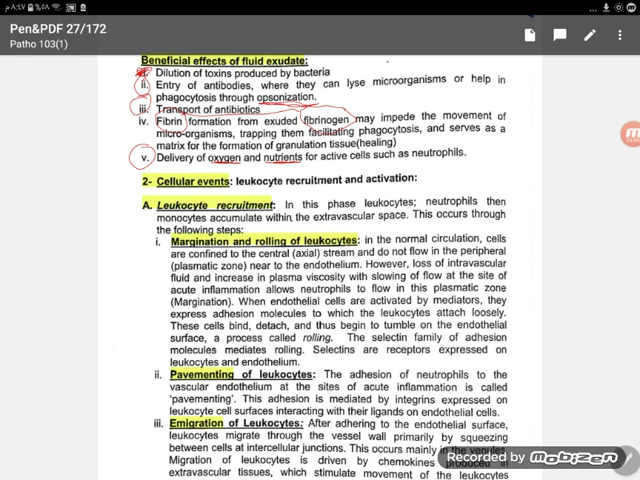 م ٨:٤٧ ٥٨%
Pen&PDF 27/172
Patho 103(1)
Beneficial effects of fluid exudate:
Dilution of toxins produced by bacteria
ii. Entry of antibodies, where they can lyse microorganisms or help in
phagocytosis through opsonization.
iii. Transport of antibiotics
iv. Fibrin formation from exuded fibrinogen may impede the movement of
micro-organisms, trapping them facilitating phagocytosis, and serves as a
matrix for the formation of granulation tissue(healing)
v. Delivery of oxygen and nutrients for active cells such as neutrophils.
2- Cellular events: leukocyte recruitment and activation:
A. Leukocyte recruitment: In this phase leukocytes; neutrophils then
monocytes accumulate within the extravascular space. This occurs through
the following steps:
i. Margination and rolling of leukocytes: in the normal circulation, cells
are confined to the central (axial) stream and do not flow in the peripheral
(plasmatic zone) near to the endothelium. However, loss of intravascular
fluid and increase in plasma viscosity with slowing of flow at the site of
acute inflammation allows neutrophils to flow in this plasmatic zone
(Margination). When endothelial cells are activated by mediators, they
express adhesion molecules to which the leukocytes attach loosely.
These cells bind, detach, and thus begin to tumble on the endothelial
surface, a process called rolling. The selectin family of adhesion
molecules mediates rolling. Selectins are receptors expressed on
leukocytes and endothelium.
ii. Pavementing of leukocytes: The adhesion of neutrophils to the
vascular endothelium at the sites of acute inflammation is called
'pavementing'. This adhesion is mediated by integrins expressed on
leukocyte cell surfaces interacting with their ligands on endothelial cells.
iii. Emigration of Leukocytes: After adhering to the endothelial surface,
leukocytes migrate through the vessel wall primarily by squeezing
between cells at intercellular junctions. This occurs mainly in the venules
Migration of leukocytes is driven by chemokines produced in
extravascular tissues, which stimulate movement of the leukocytes
Recorded by mobizen